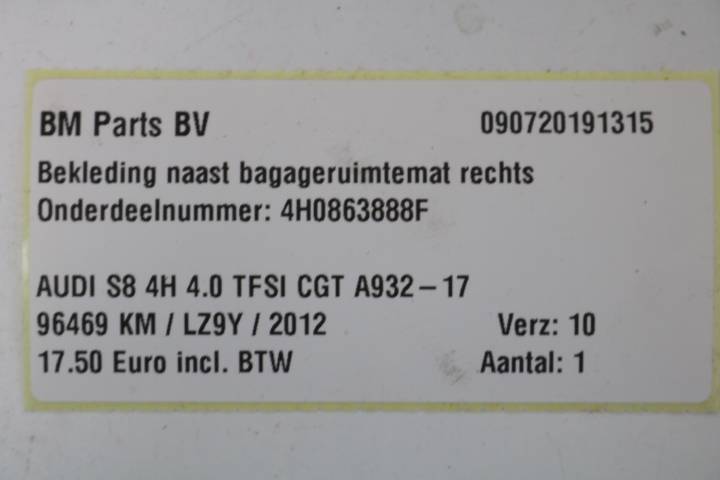 BM Parts BV 090720191315
Bekleding naast bagageruimtemat rechts
Onderdeelnummer: 4H0863888F
AUDI S8 4H 4.0 TFSI CGT A932-17
96469 KM / LZ9Y / 2012 Verz: 10
17.50 Euro incl. BTW Aantal: 1